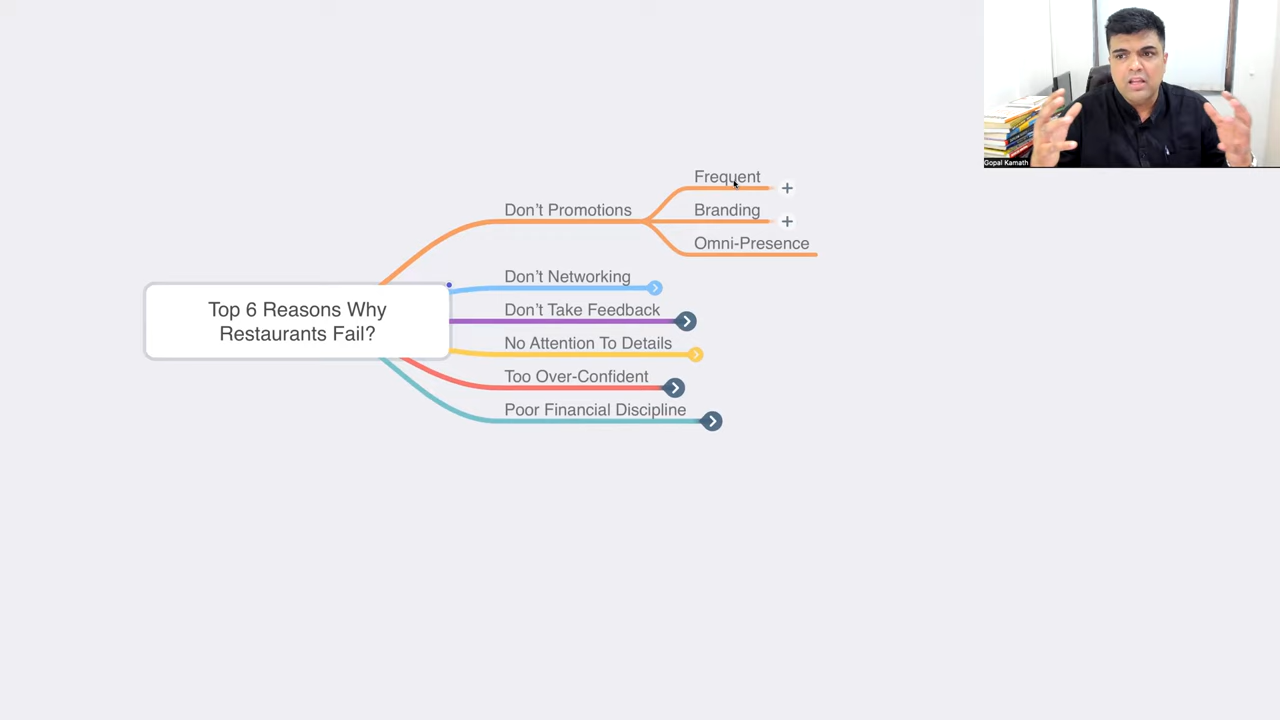 Gopal Kamath
Top 6 Reasons Why
Restaurants Fail?
Don't Promotions
Frequent
Branding
Omni-Presence
Don't Networking
Don't Take Feedback
No Attention To Details
Too Over-Confident
Poor Financial Discipline